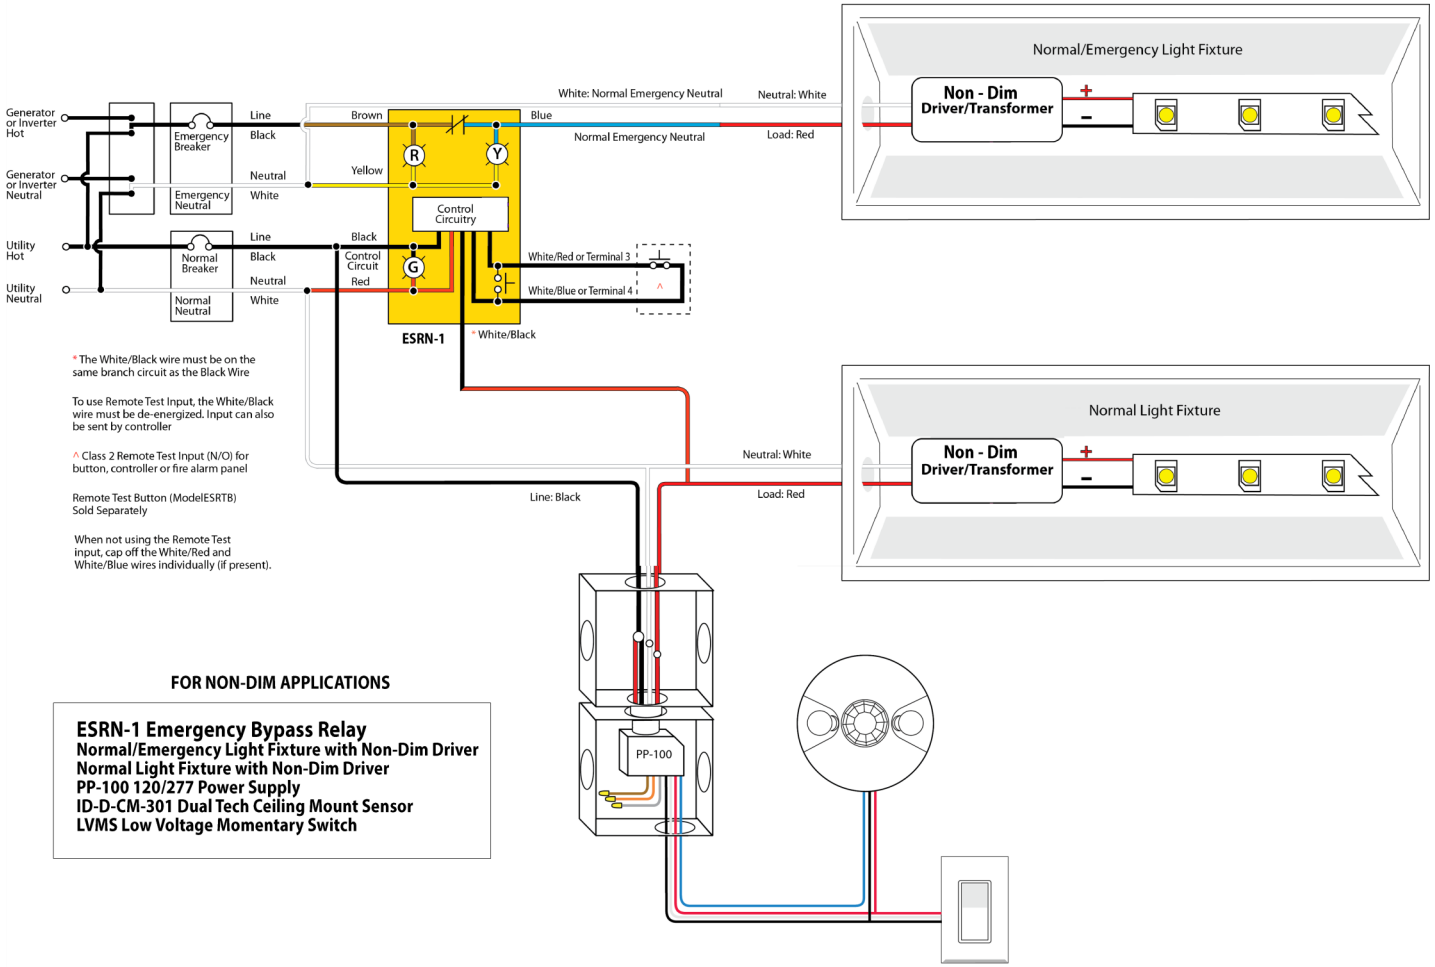 Normal/Emergency Light Fixture
White: Normal Emergency Neutral
Neutral: White
Non - Dim
Driver/Transformer
+
−
Generator
or Inverter
Hot
Line
Black
Brown
Blue
Normal Emergency Neutral
Load: Red
Emergency
Breaker
R
Y
Generator
or Inverter
Neutral
Neutral
White
Yellow
Emergency
Neutral
Control
Circuitry
Utility
Hot
Line
Black
Black
Control
Circuit
Red
Normal
Breaker
G
White/Red or Terminal 3
White/Blue or Terminal 4
^
Utility
Neutral
Neutral
White
Normal
Neutral
ESRN-1
* White/Black
* The White/Black wire must be on the
same branch circuit as the Black Wire
To use Remote Test Input, the White/Black
wire must be de-energized. Input can also
be sent by controller
^ Class 2 Remote Test Input (N/O) for
button, controller or fire alarm panel
Remote Test Button (ModelESRTB)
Sold Separately
When not using the Remote Test
input, cap off the White/Red and
White/Blue wires individually (if present).
Normal Light Fixture
Neutral: White
Non - Dim
Driver/Transformer
+
−
Line: Black
Load: Red
PP-100
FOR NON-DIM APPLICATIONS
ESRN-1 Emergency Bypass Relay
Normal/Emergency Light Fixture with Non-Dim Driver
Normal Light Fixture with Non-Dim Driver
PP-100 120/277 Power Supply
ID-D-CM-301 Dual Tech Ceiling Mount Sensor
LVMS Low Voltage Momentary Switch